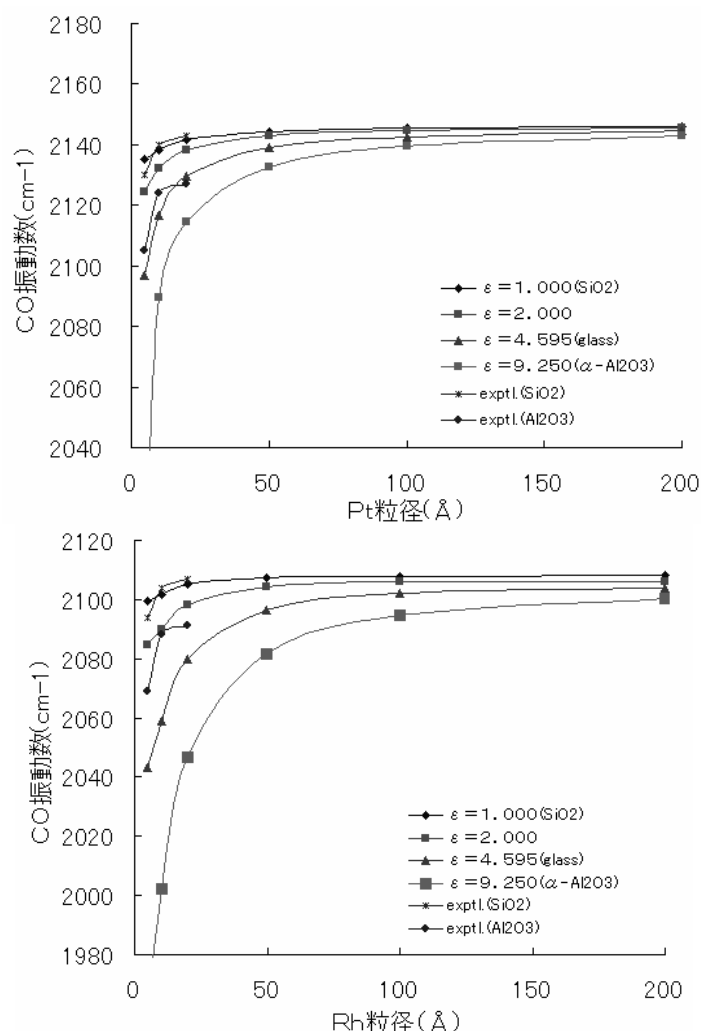 2180
2160
2140
2120
2100
2080
2060
2040
CO振動数(cm-1)
ε=1.000(SiO2)
ε=2.000
ε=4.595(glass)
ε=9.250(α-Al2O3)
exptl.(SiO2)
exptl.(Al2O3)
0 50 100 150 200
Pt粒径(Å)
2120
2100
2080
2060
2040
2020
2000
1980
CO振動数(cm-1)
ε=1.000(SiO2)
ε=2.000
ε=4.595(glass)
ε=9.250(α-Al2O3)
exptl.(SiO2)
exptl.(Al2O3)
0 50 100 150 200
Rh粒径(Å)